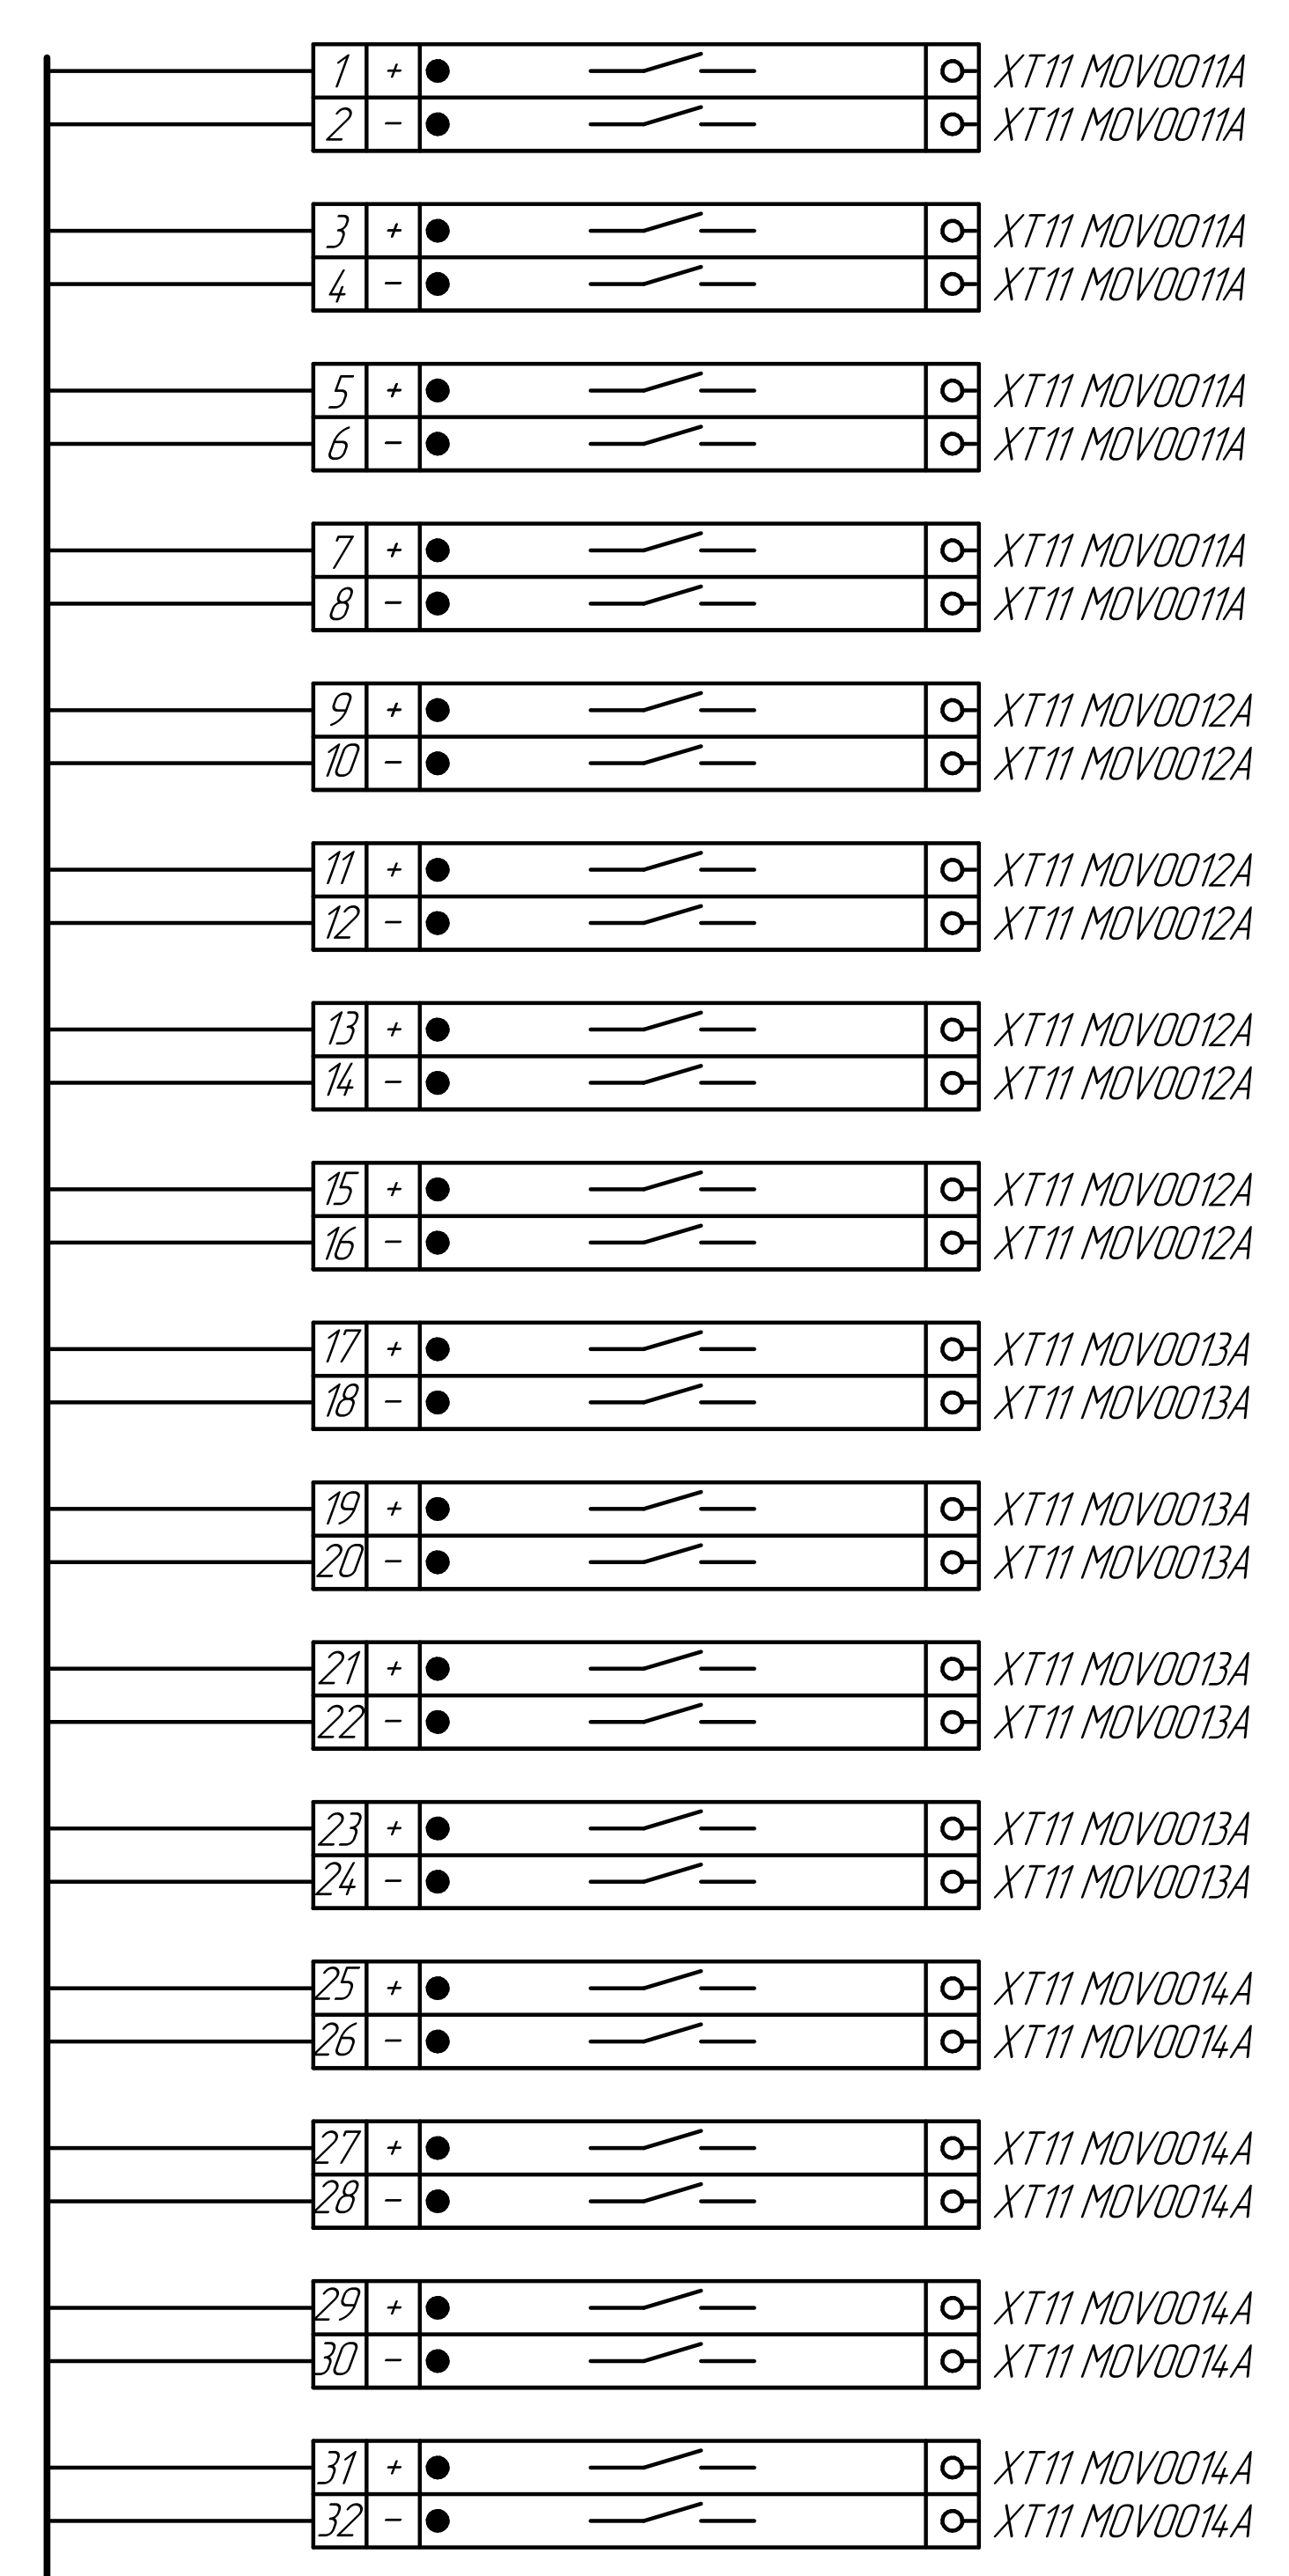 1 + XT11 MOV0011A
2 - XT11 MOV0011A
3 + XT11 MOV0011A
4 - XT11 MOV0011A
5 + XT11 MOV0011A
6 - XT11 MOV0011A
7 + XT11 MOV0011A
8 - XT11 MOV0011A
9 + XT11 MOV0012A
10 - XT11 MOV0012A
11 + XT11 MOV0012A
12 - XT11 MOV0012A
13 + XT11 MOV0012A
14 - XT11 MOV0012A
15 + XT11 MOV0012A
16 - XT11 MOV0012A
17 + XT11 MOV0013A
18 - XT11 MOV0013A
19 + XT11 MOV0013A
20 - XT11 MOV0013A
21 + XT11 MOV0013A
22 - XT11 MOV0013A
23 + XT11 MOV0013A
24 - XT11 MOV0013A
25 + XT11 MOV0014A
26 - XT11 MOV0014A
27 + XT11 MOV0014A
28 - XT11 MOV0014A
29 + XT11 MOV0014A
30 - XT11 MOV0014A
31 + XT11 MOV0014A
32 - XT11 MOV0014A